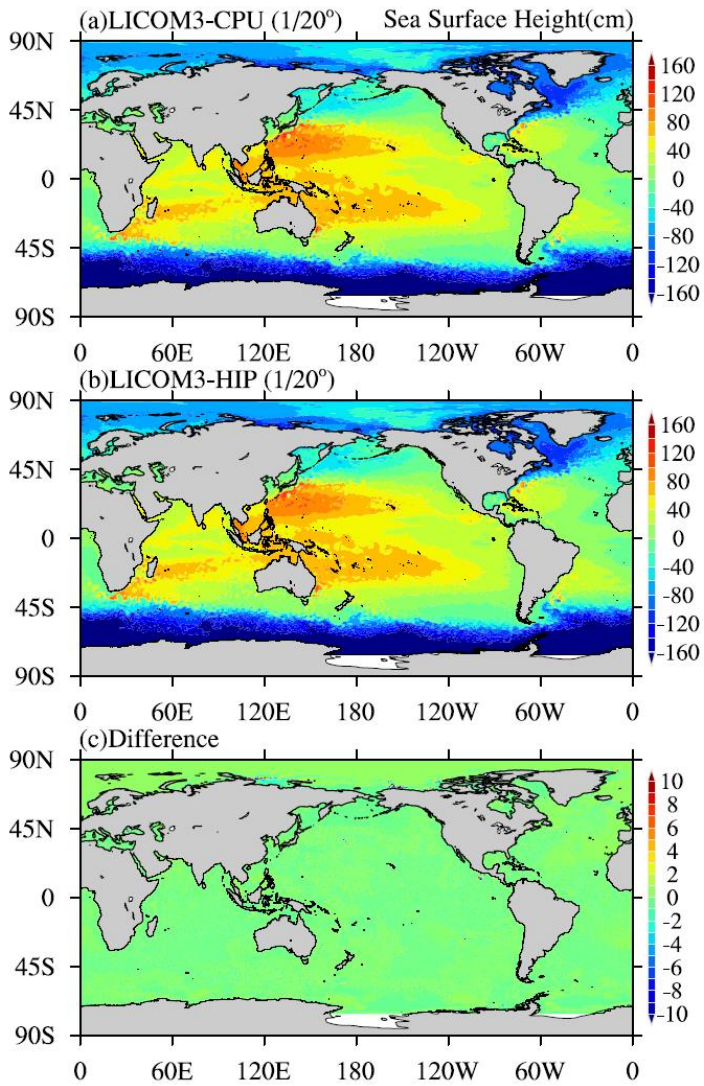 (a)LICOM3-CPU (1/20°) Sea Surface Height(cm)
90N
45N
0
45S
90S
0 60E 120E 180 120W 60W 0
160
120
80
40
0
-40
-80
-120
-160
(b)LICOM3-HIP (1/20°)
90N
45N
0
45S
90S
0 60E 120E 180 120W 60W 0
160
120
80
40
0
-40
-80
-120
-160
(c)Difference
90N
45N
0
45S
90S
0 60E 120E 180 120W 60W 0
10
8
6
4
2
0
-2
-4
-6
-8
-10